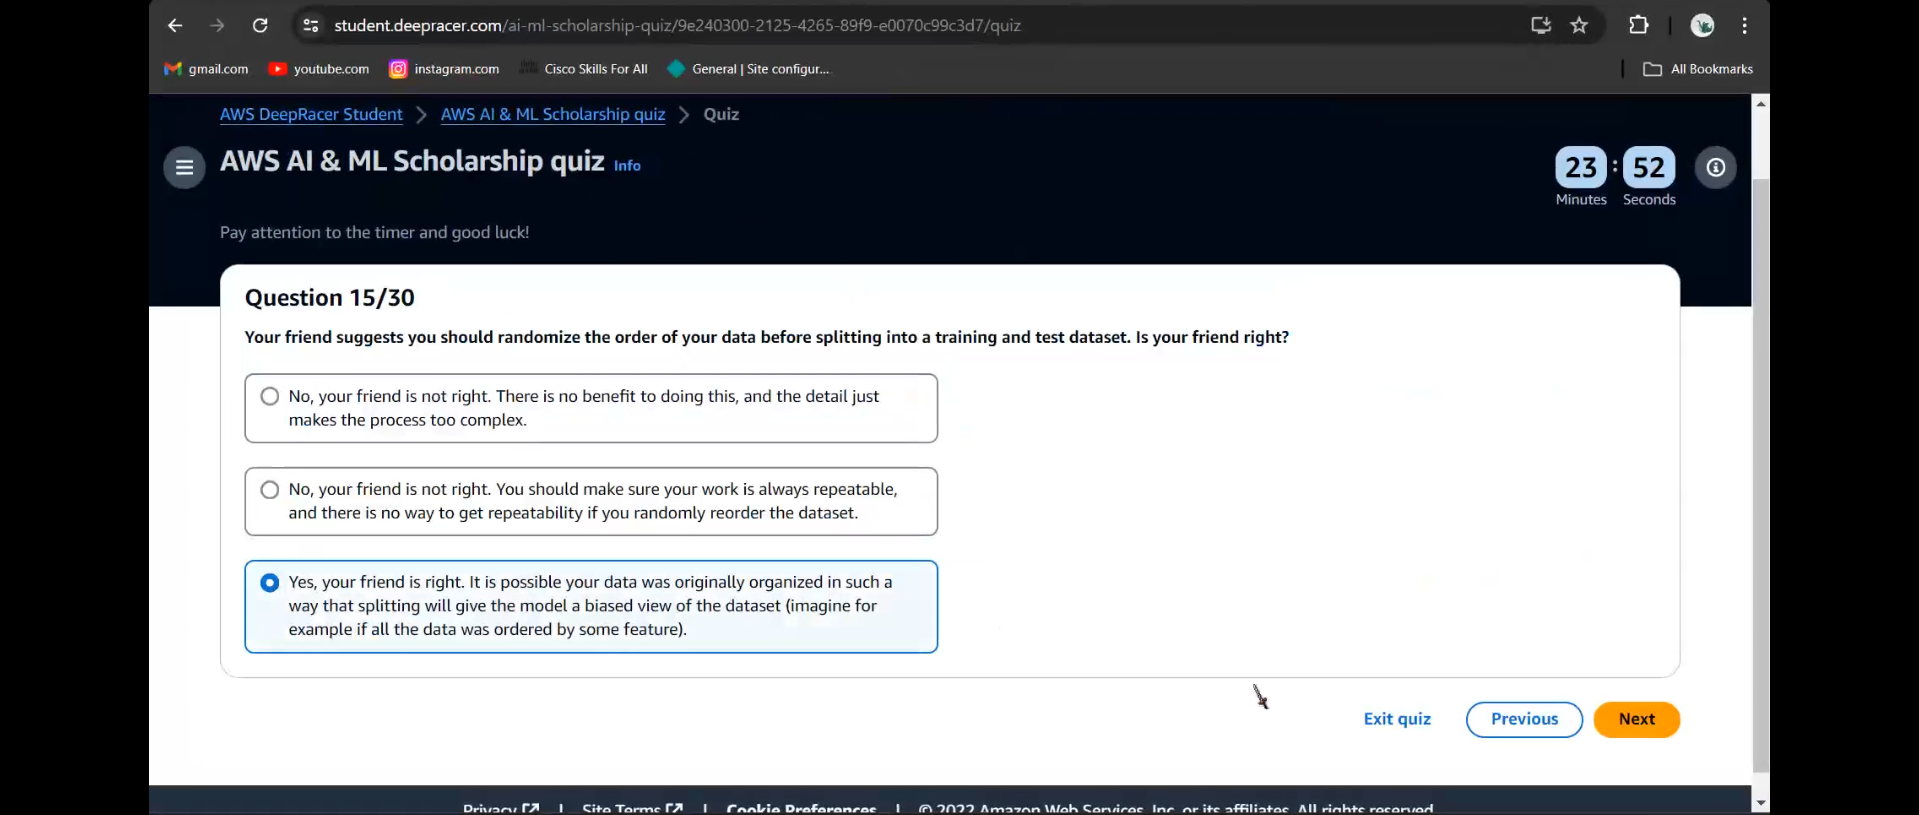 student.deepracer.com/ai-ml-scholarship-quiz/9e240300-2125-4265-89f9-e0070c99c3d7/quiz
gmail.com youtube.com instagram.com Cisco Skills For All General | Site configur... All Bookmarks
AWS DeepRacer Student AWS AI & ML Scholarship quiz Quiz
AWS AI & ML Scholarship quiz Info
23 : 52
Minutes Seconds
Pay attention to the timer and good luck!
Question 15/30
Your friend suggests you should randomize the order of your data before splitting into a training and test dataset. Is your friend right?
No, your friend is not right. There is no benefit to doing this, and the detail just
makes the process too complex.
No, your friend is not right. You should make sure your work is always repeatable,
and there is no way to get repeatability if you randomly reorder the dataset.
Yes, your friend is right. It is possible your data was originally organized in such a
way that splitting will give the model a biased view of the dataset (imagine for
example if all the data was ordered by some feature).
Exit quiz Previous Next
Privacy | Site Terms | Cookie Preferences | © 2022 Amazon Web Services, Inc. or its affiliates. All rights reserved.